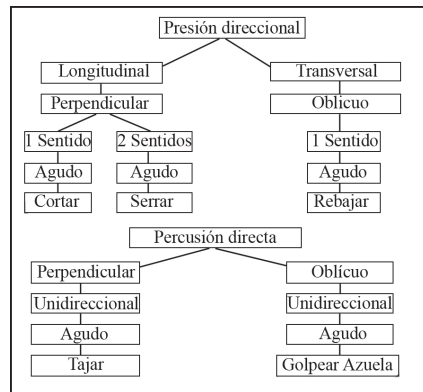 Presión direccional
Longitudinal Transversal
Perpendicular Oblicuo
1 Sentido 2 Sentidos 1 Sentido
Agudo Agudo Agudo
Cortar Serrar Rebajar
Percusión directa
Perpendicular Oblícuo
Unidireccional Unidireccional
Agudo Agudo
Tajar Golpear Azuela